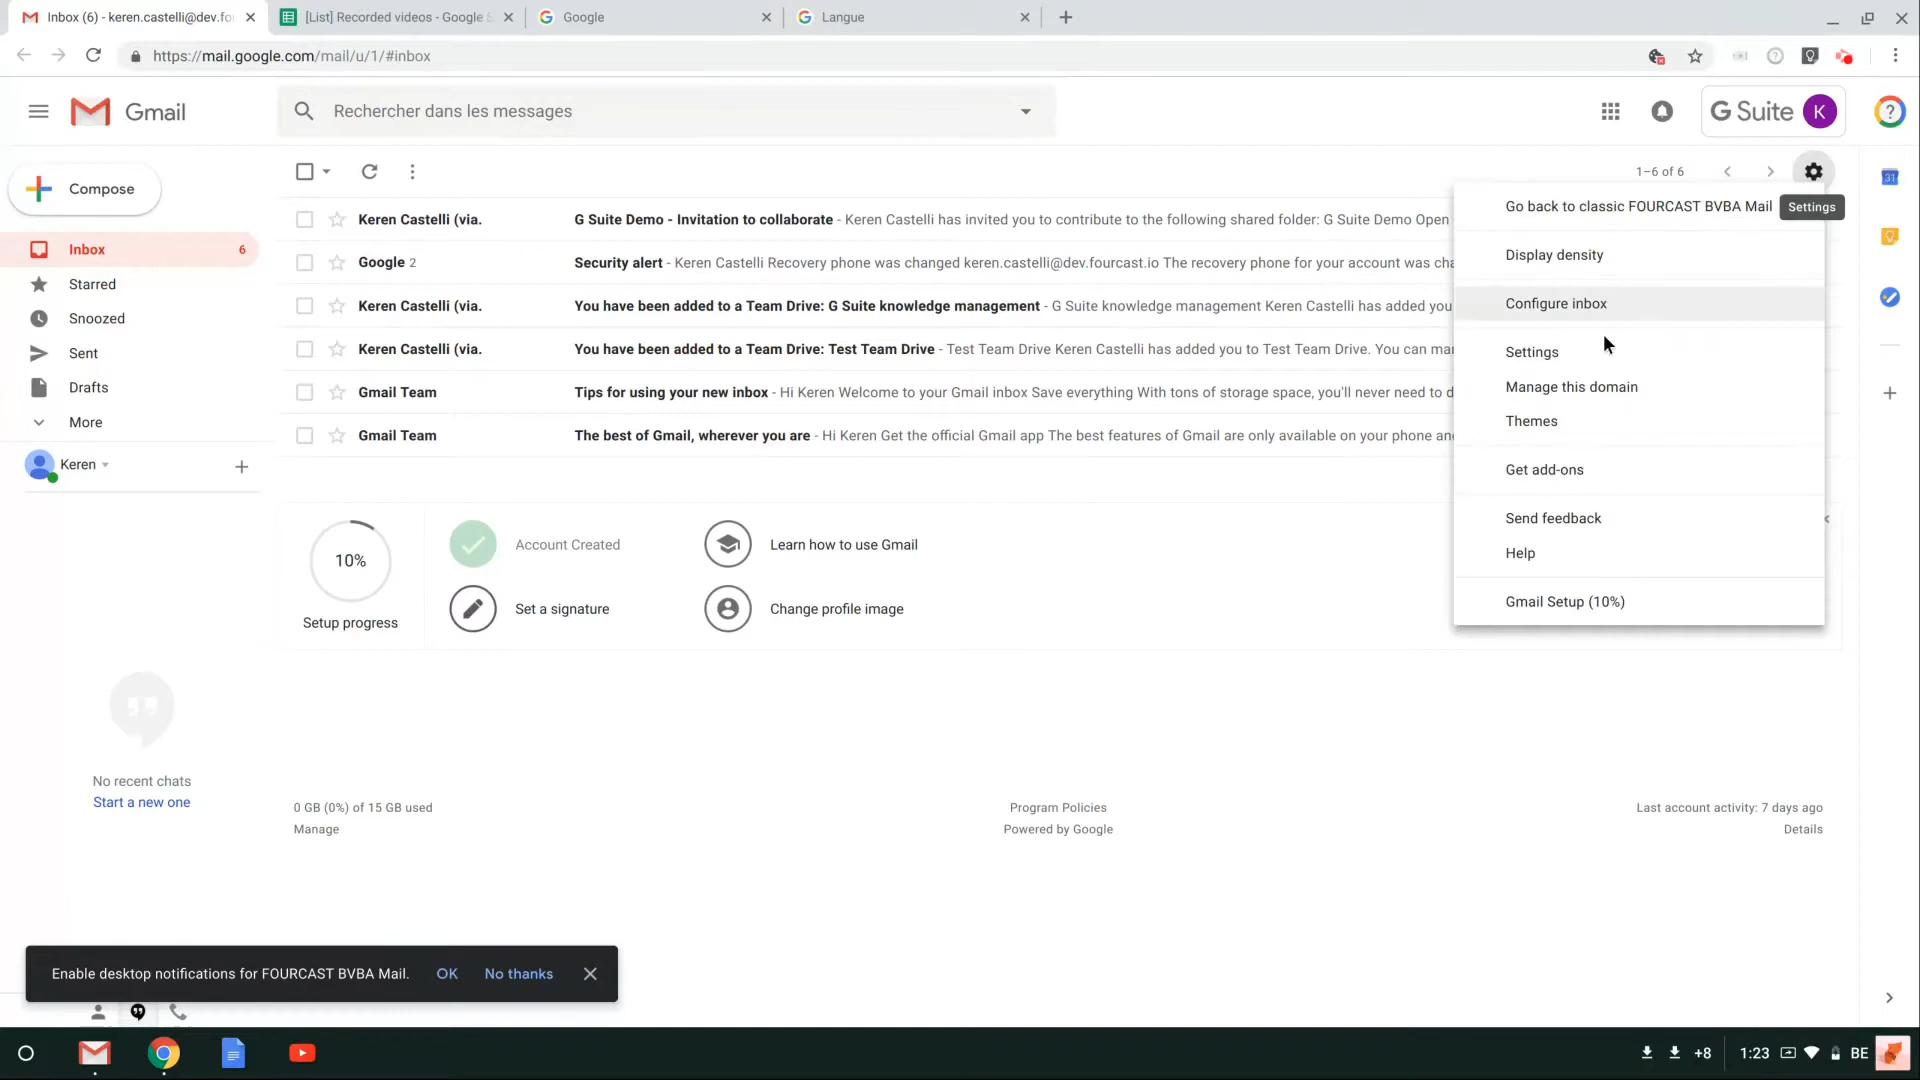 Inbox (6) - keren.castelli@dev.fo
[List] Recorded videos - Google S
Google
Langue
https://mail.google.com/mail/u/1/#inbox
Gmail
Rechercher dans les messages
G Suite
K
Compose
1–6 of 6
31
Inbox 6
Starred
Snoozed
Sent
Drafts
More
Keren
Keren Castelli (via. G Suite Demo - Invitation to collaborate - Keren Castelli has invited you to contribute to the following shared folder: G Suite Demo Open
Google 2 Security alert - Keren Castelli Recovery phone was changed keren.castelli@dev.fourcast.io The recovery phone for your account was cha
Keren Castelli (via. You have been added to a Team Drive: G Suite knowledge management - G Suite knowledge management Keren Castelli has added you
Keren Castelli (via. You have been added to a Team Drive: Test Team Drive - Test Team Drive Keren Castelli has added you to Test Team Drive. You can mar
Gmail Team Tips for using your new inbox - Hi Keren Welcome to your Gmail inbox Save everything With tons of storage space, you'll never need to d
Gmail Team The best of Gmail, wherever you are - Hi Keren Get the official Gmail app The best features of Gmail are only available on your phone an
Go back to classic FOURCAST BVBA Mail
Settings
Display density
Configure inbox
Settings
Manage this domain
Themes
Get add-ons
Send feedback
Help
Gmail Setup (10%)
10%
Setup progress
Account Created
Learn how to use Gmail
Set a signature
Change profile image
No recent chats
Start a new one
0 GB (0%) of 15 GB used
Manage
Program Policies
Powered by Google
Last account activity: 7 days ago
Details
Enable desktop notifications for FOURCAST BVBA Mail. OK No thanks
+8 1:23 BE